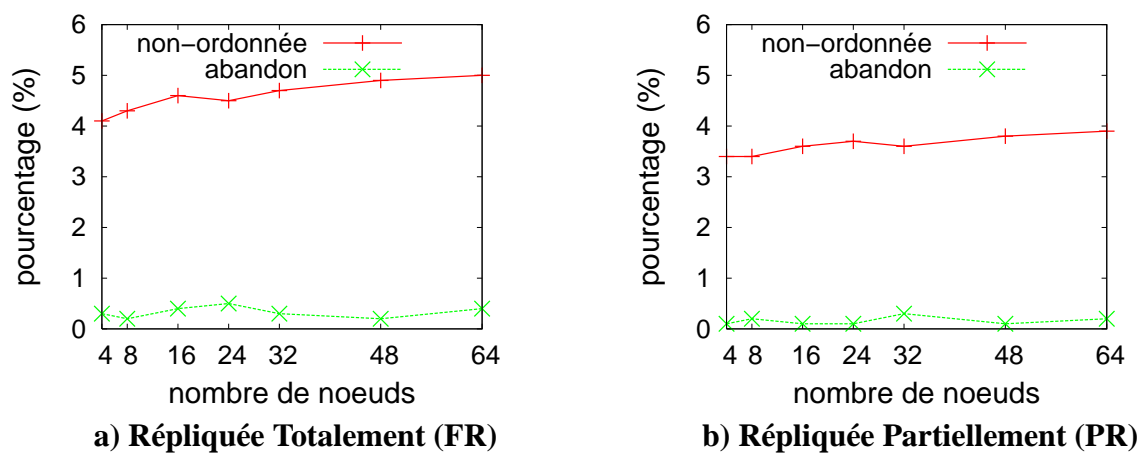 6
5
4
3
2
1
0
pourcentage (%)
non-ordonnée
abandon
4 8 16 24 32 48 64
nombre de noeuds
a) Répliquée Totalement (FR)
6
5
4
3
2
1
0
pourcentage (%)
non-ordonnée
abandon
4 8 16 24 32 48 64
nombre de noeuds
b) Répliquée Partiellement (PR)